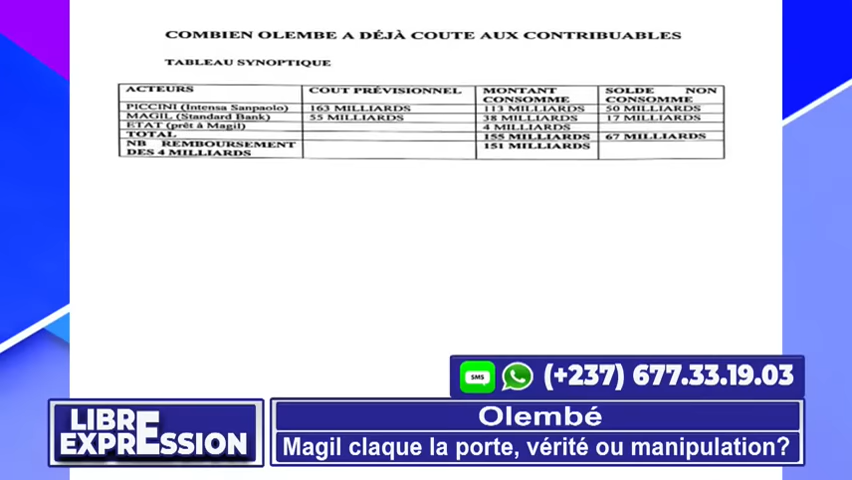 COMBIEN OLEMBE A DÉJÀ COUTE AUX CONTRIBUABLES
TABLEAU SYNOPTIQUE
ACTEURS COUT PRÉVISIONNEL MONTANT CONSOMME SOLDE NON CONSOMME
PICCINI (Intensa Sanpaolo) 163 MILLIARDS 113 MILLIARDS 50 MILLIARDS
MAGIL (Standard Bank) 55 MILLIARDS 38 MILLIARDS 17 MILLIARDS
ETAT (prêt à Magil) 4 MILLIARDS
TOTAL 155 MILLIARDS 67 MILLIARDS
NB REMBOURSEMENT DES 4 MILLIARDS 151 MILLIARDS
SMS (+237) 677.33.19.03
LIBRE
EXPRESSION
Olembé
Magil claque la porte, vérité ou manipulation?